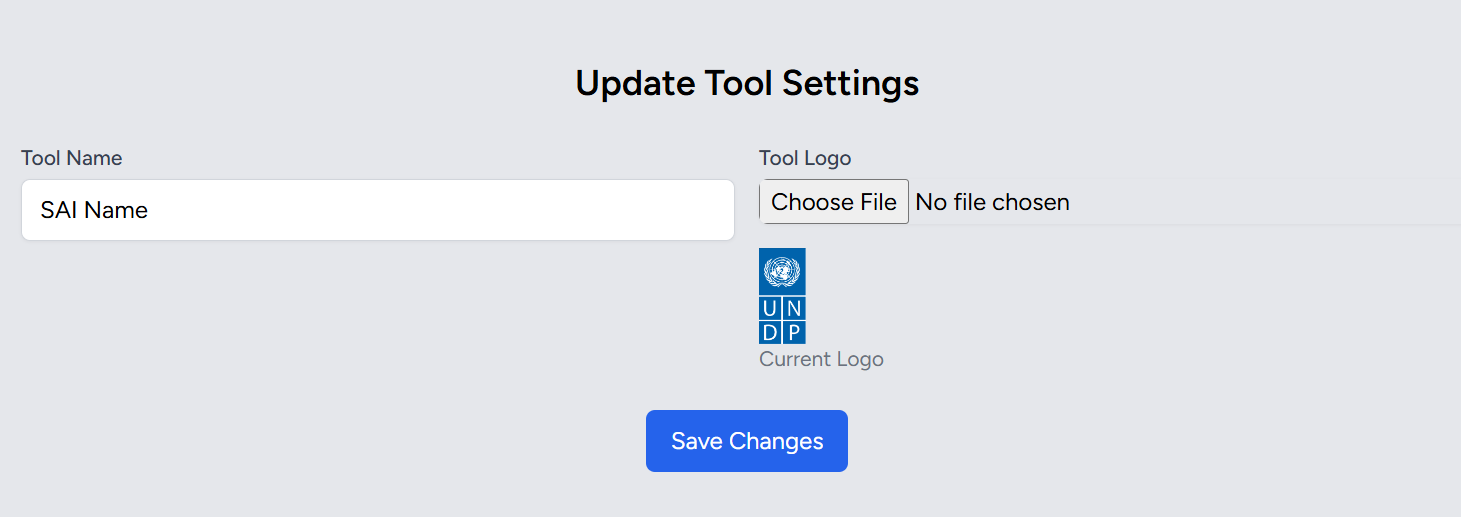 Update Tool Settings
Tool Name
SAI Name
Tool Logo
Choose File No file chosen
U N
D P
Current Logo
Save Changes